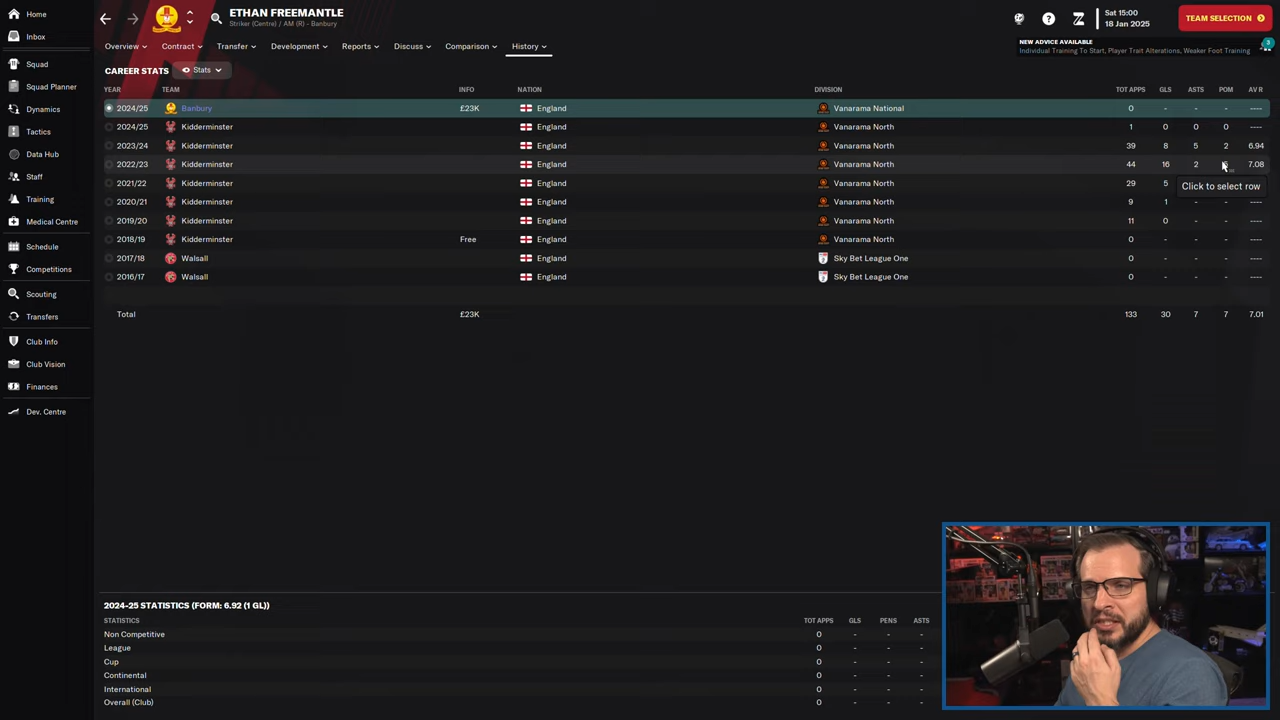 Home
Inbox
Squad
Squad Planner
Dynamics
Tactics
Data Hub
Staff
Training
Medical Centre
Schedule
Competitions
Scouting
Transfers
Club Info
Club Vision
Finances
Dev. Centre
ETHAN FREEMANTLE
Striker (Centre) / AM (R) - Banbury
Sat 15:00
18 Jan 2025
TEAM SELECTION
Overview Contract Transfer Development Reports Discuss Comparison History
NEW ADVICE AVAILABLE 3
Individual Training To Start, Player Trait Alterations, Weaker Foot Training
CAREER STATS Stats
YEAR TEAM INFO NATION DIVISION TOT APPS GLS ASTS POM AV R
2024/25 Banbury £23K England Vanarama National 0 - - - ----
2024/25 Kidderminster England Vanarama North 1 0 0 0 ----
2023/24 Kidderminster England Vanarama North 39 8 5 2 6.94
2022/23 Kidderminster England Vanarama North 44 16 2 7.08
2021/22 Kidderminster England Vanarama North 29 5
Click to select row
2020/21 Kidderminster England Vanarama North 9 1 - - ----
2019/20 Kidderminster England Vanarama North 11 0 - - ----
2018/19 Kidderminster Free England Vanarama North 0 - - - ----
2017/18 Walsall England Sky Bet League One 0 - - - ----
2016/17 Walsall England Sky Bet League One 0 - - - ----
Total £23K 133 30 7 7 7.01
2024-25 STATISTICS (FORM: 6.92 (1 GL))
STATISTICS TOT APPS GLS PENS ASTS
Non Competitive 0 - - -
League 0 - - -
Cup 0 - - -
Continental 0 - - -
International 0 - - -
Overall (Club) 0 - - -